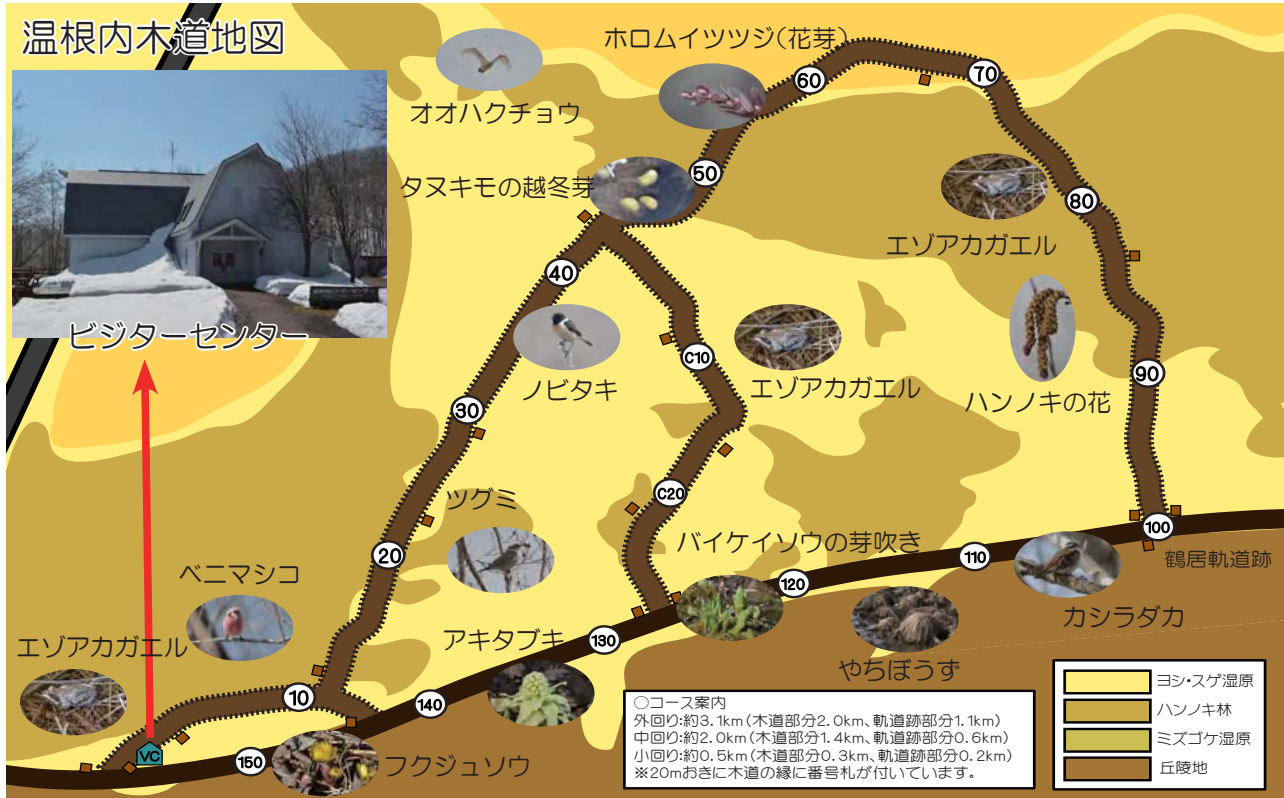 温根内木道地図
ホロムイツツジ(花芽)
オオハクチョウ
タヌキモの越冬芽
ビジターセンター
エゾアカガエル
ノビタキ
エゾアカガエル
ハンノキの花
ツグミ
バイケイソウの芽吹き
鶴居軌道跡
ベニマシコ
エゾアカガエル
アキタブキ
カシラダカ
やちぼうず
フクジュソウ
VC
10
20
30
40
50
60
70
80
90
100
110
120
130
140
150
C10
C20
○コース案内
外回り:約3.1km(木道部分2.0km、軌道跡部分1.1km)
中回り:約2.0km(木道部分1.4km、軌道跡部分0.6km)
小回り:約0.5km(木道部分0.3km、軌道跡部分0.2km)
※20mおきに木道の縁に番号札が付いています。
ヨシ・スゲ湿原
ハンノキ林
ミズゴケ湿原
丘陵地